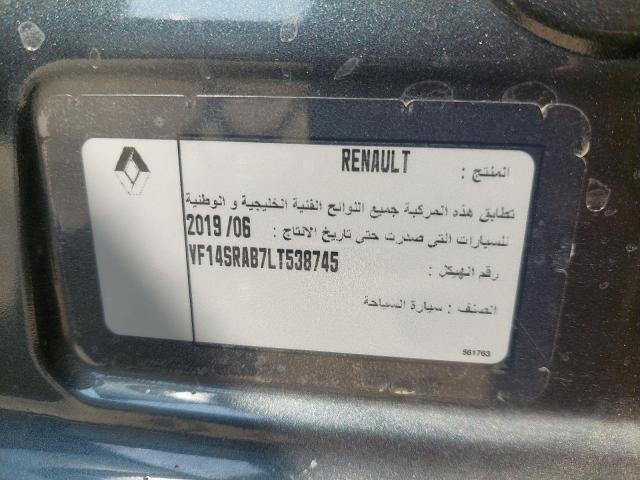 المنتج : RENAULT
تطابق هذه المركبة جميع اللوائح الفنية الخليجية و الوطنية
للسيارات التى صدرت حتى تاريخ الانتاج : 2019 /06
رقم الهيكل : VF14SRAB7LT538745
الصنف : سيارة السياحة
561763